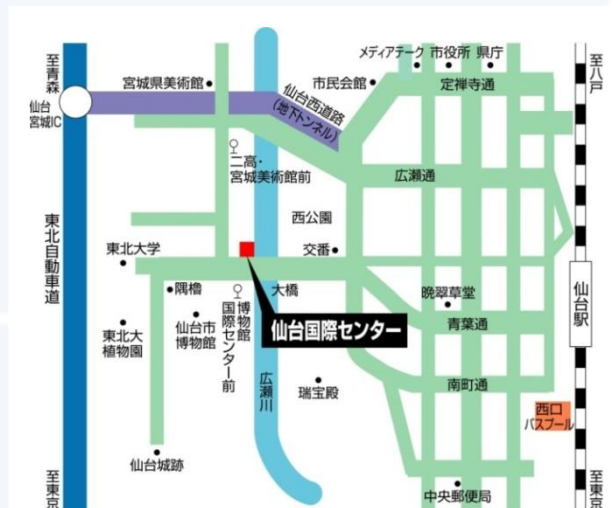 メディアテーク
市役所
県庁
至青森
至八戸
宮城県美術館
市民会館
定禅寺通
仙台西道路
(地下トンネル)
仙台
宮城IC
二高・
宮城美術館前
広瀬通
西公園
東北自動車道
東北大学
交番
仙台駅
隅櫓
大橋
晩翠草堂
仙台国際センター
青葉通
東北大
植物園
仙台市
博物館
博物館
国際センター前
広瀬川
瑞宝殿
南町通
西口
バスプール
仙台城跡
中央郵便局
至東京
至東京